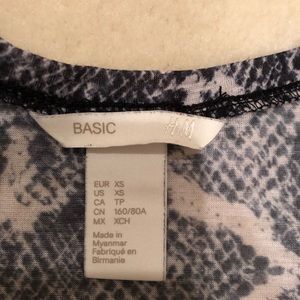 BASIC H&M
EUR XS
US XS
CA TP
CN 160/80A
MX XCH
Made in
Myanmar
Fabriqué en
Birmanie